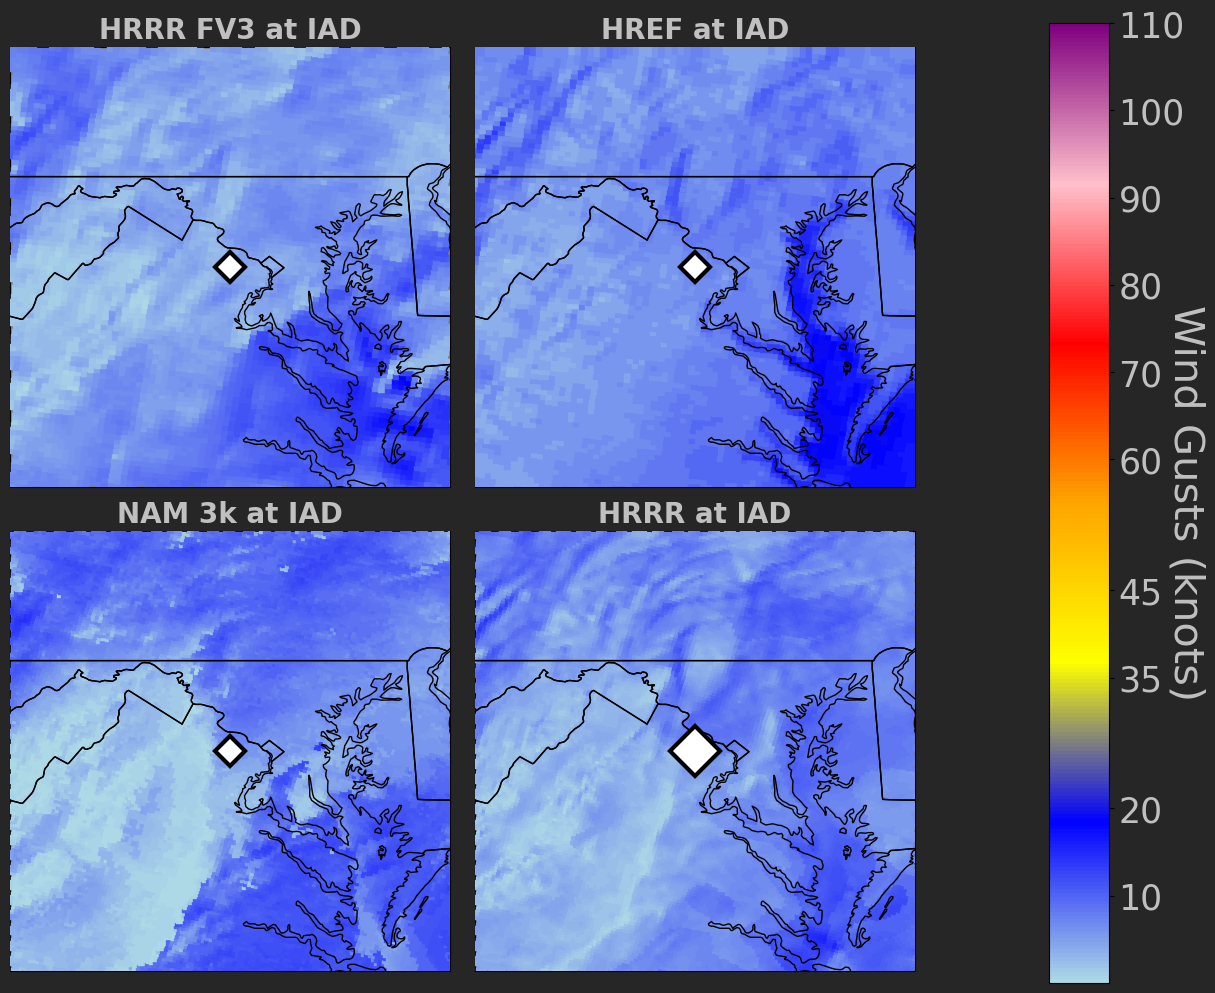 HRRR FV3 at IAD
HREF at IAD
NAM 3k at IAD
HRRR at IAD
110
100
90
80
70
60
45
35
20
10
Wind Gusts (knots)